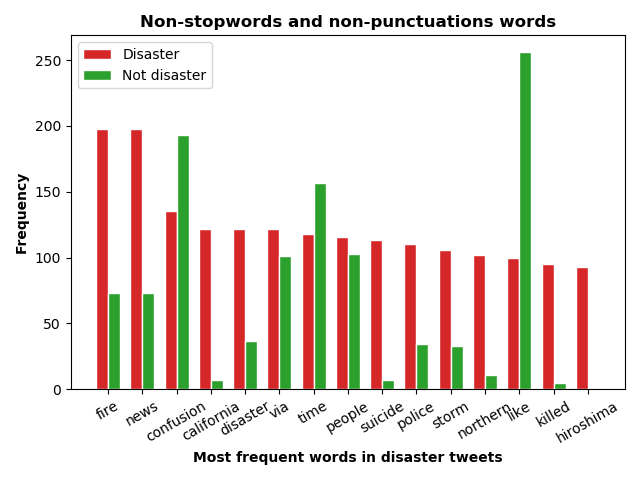 Non-stopwords and non-punctuations words
Disaster
Not disaster
Frequency
250
200
150
100
50
0
fire
news
confusion
california
disaster
via
time
people
suicide
police
storm
northern
like
killed
hiroshima
Most frequent words in disaster tweets